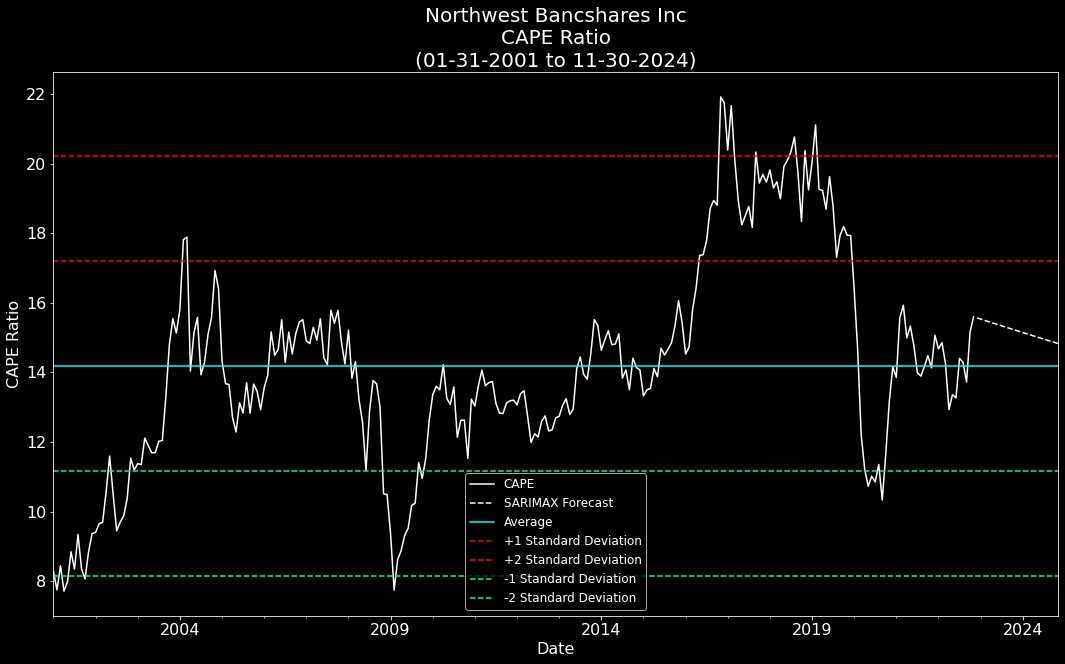 Northwest Bancshares Inc
CAPE Ratio
(01-31-2001 to 11-30-2024)
CAPE Ratio
22
20
18
16
14
12
10
8
CAPE
SARIMAX Forecast
Average
+1 Standard Deviation
+2 Standard Deviation
-1 Standard Deviation
-2 Standard Deviation
2004 2009 2014 2019 2024
Date